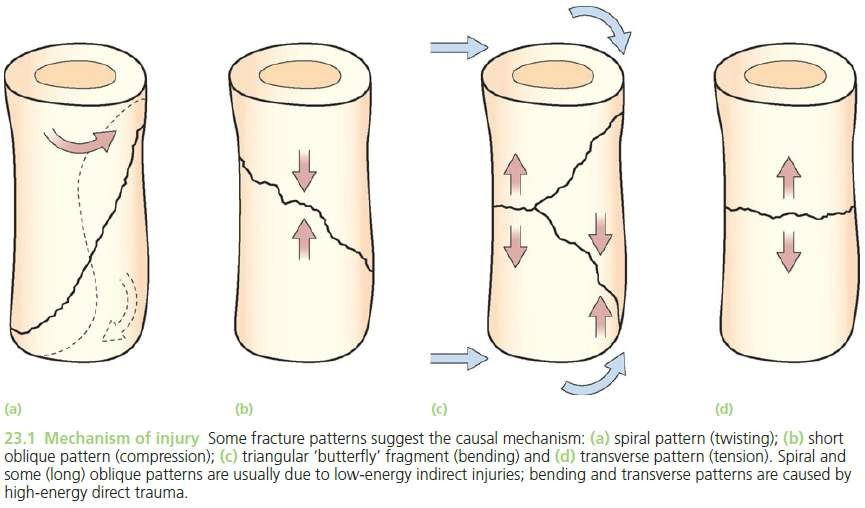 (a) (b) (c) (d)
23.1 Mechanism of injury Some fracture patterns suggest the causal mechanism: (a) spiral pattern (twisting); (b) short
oblique pattern (compression); (c) triangular ‘butterfly’ fragment (bending) and (d) transverse pattern (tension). Spiral and
some (long) oblique patterns are usually due to low-energy indirect injuries; bending and transverse patterns are caused by
high-energy direct trauma.